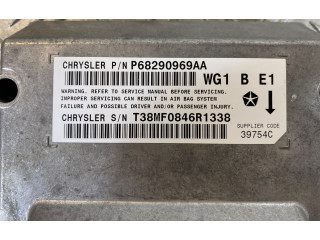 CHRYSLER P/N P68290969AA
WG1 B E1
WARNING. REFER TO SERVICE MANUAL BEFORE SERVICING.
IMPROPER SERVICING CAN RESULT IN AIR BAG SYSTEM
FAILURE AND POSSIBLE DRIVER AND/OR PASSENGER INJURY.
CHRYSLER S/N T38MF0846R1338
SUPPLIER CODE
39754C